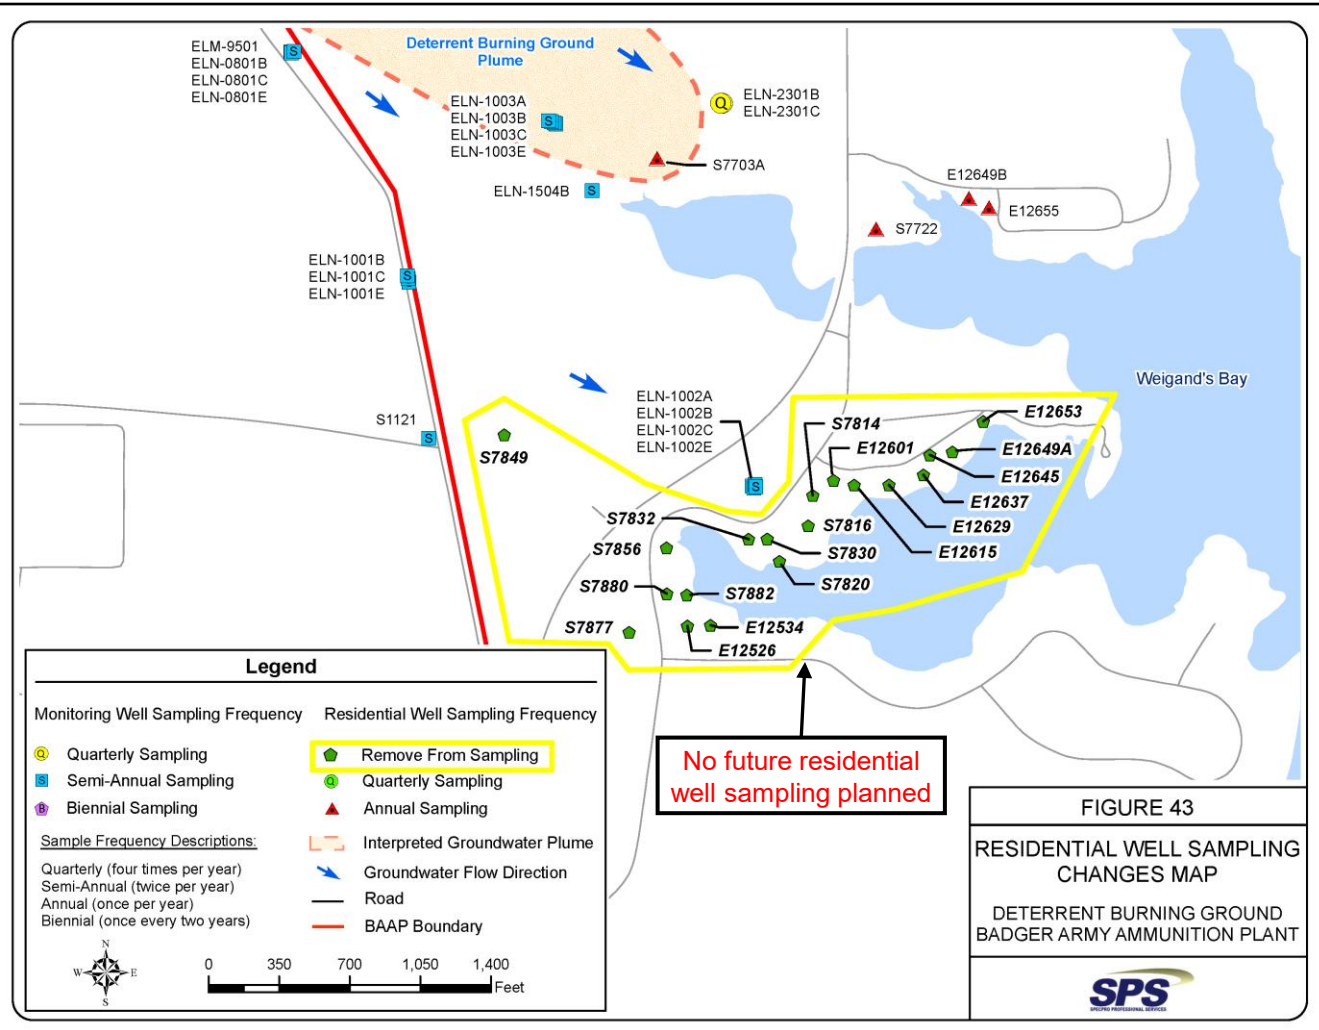 ELM-9501
ELN-0801B
ELN-0801C
ELN-0801E
Deterrent Burning Ground
Plume
ELN-1003A
ELN-1003B
ELN-1003C
ELN-1003E
S
S
Q
ELN-2301B
ELN-2301C
S7703A
ELN-1504B
S
E12649B
E12655
S7722
ELN-1001B
ELN-1001C
ELN-1001E
S
Weigand's Bay
ELN-1002A
ELN-1002B
ELN-1002C
ELN-1002E
S
S1121
S
S7849
S7814
E12653
E12601
E12649A
E12645
E12637
E12629
E12615
S7832
S7816
S7856
S7830
S7820
S7880
S7882
S7877
E12534
E12526
No future residential
well sampling planned
Legend
Monitoring Well Sampling Frequency
Q Quarterly Sampling
S Semi-Annual Sampling
B Biennial Sampling
Sample Frequency Descriptions:
Quarterly (four times per year)
Semi-Annual (twice per year)
Annual (once per year)
Biennial (once every two years)
Residential Well Sampling Frequency
Remove From Sampling
Q Quarterly Sampling
Annual Sampling
Interpreted Groundwater Plume
Groundwater Flow Direction
Road
BAAP Boundary
N
W E
S
0 350 700 1,050 1,400
Feet
FIGURE 43
RESIDENTIAL WELL SAMPLING
CHANGES MAP
DETERRENT BURNING GROUND
BADGER ARMY AMMUNITION PLANT
SPS
SPECPRO PROFESSIONAL SERVICES